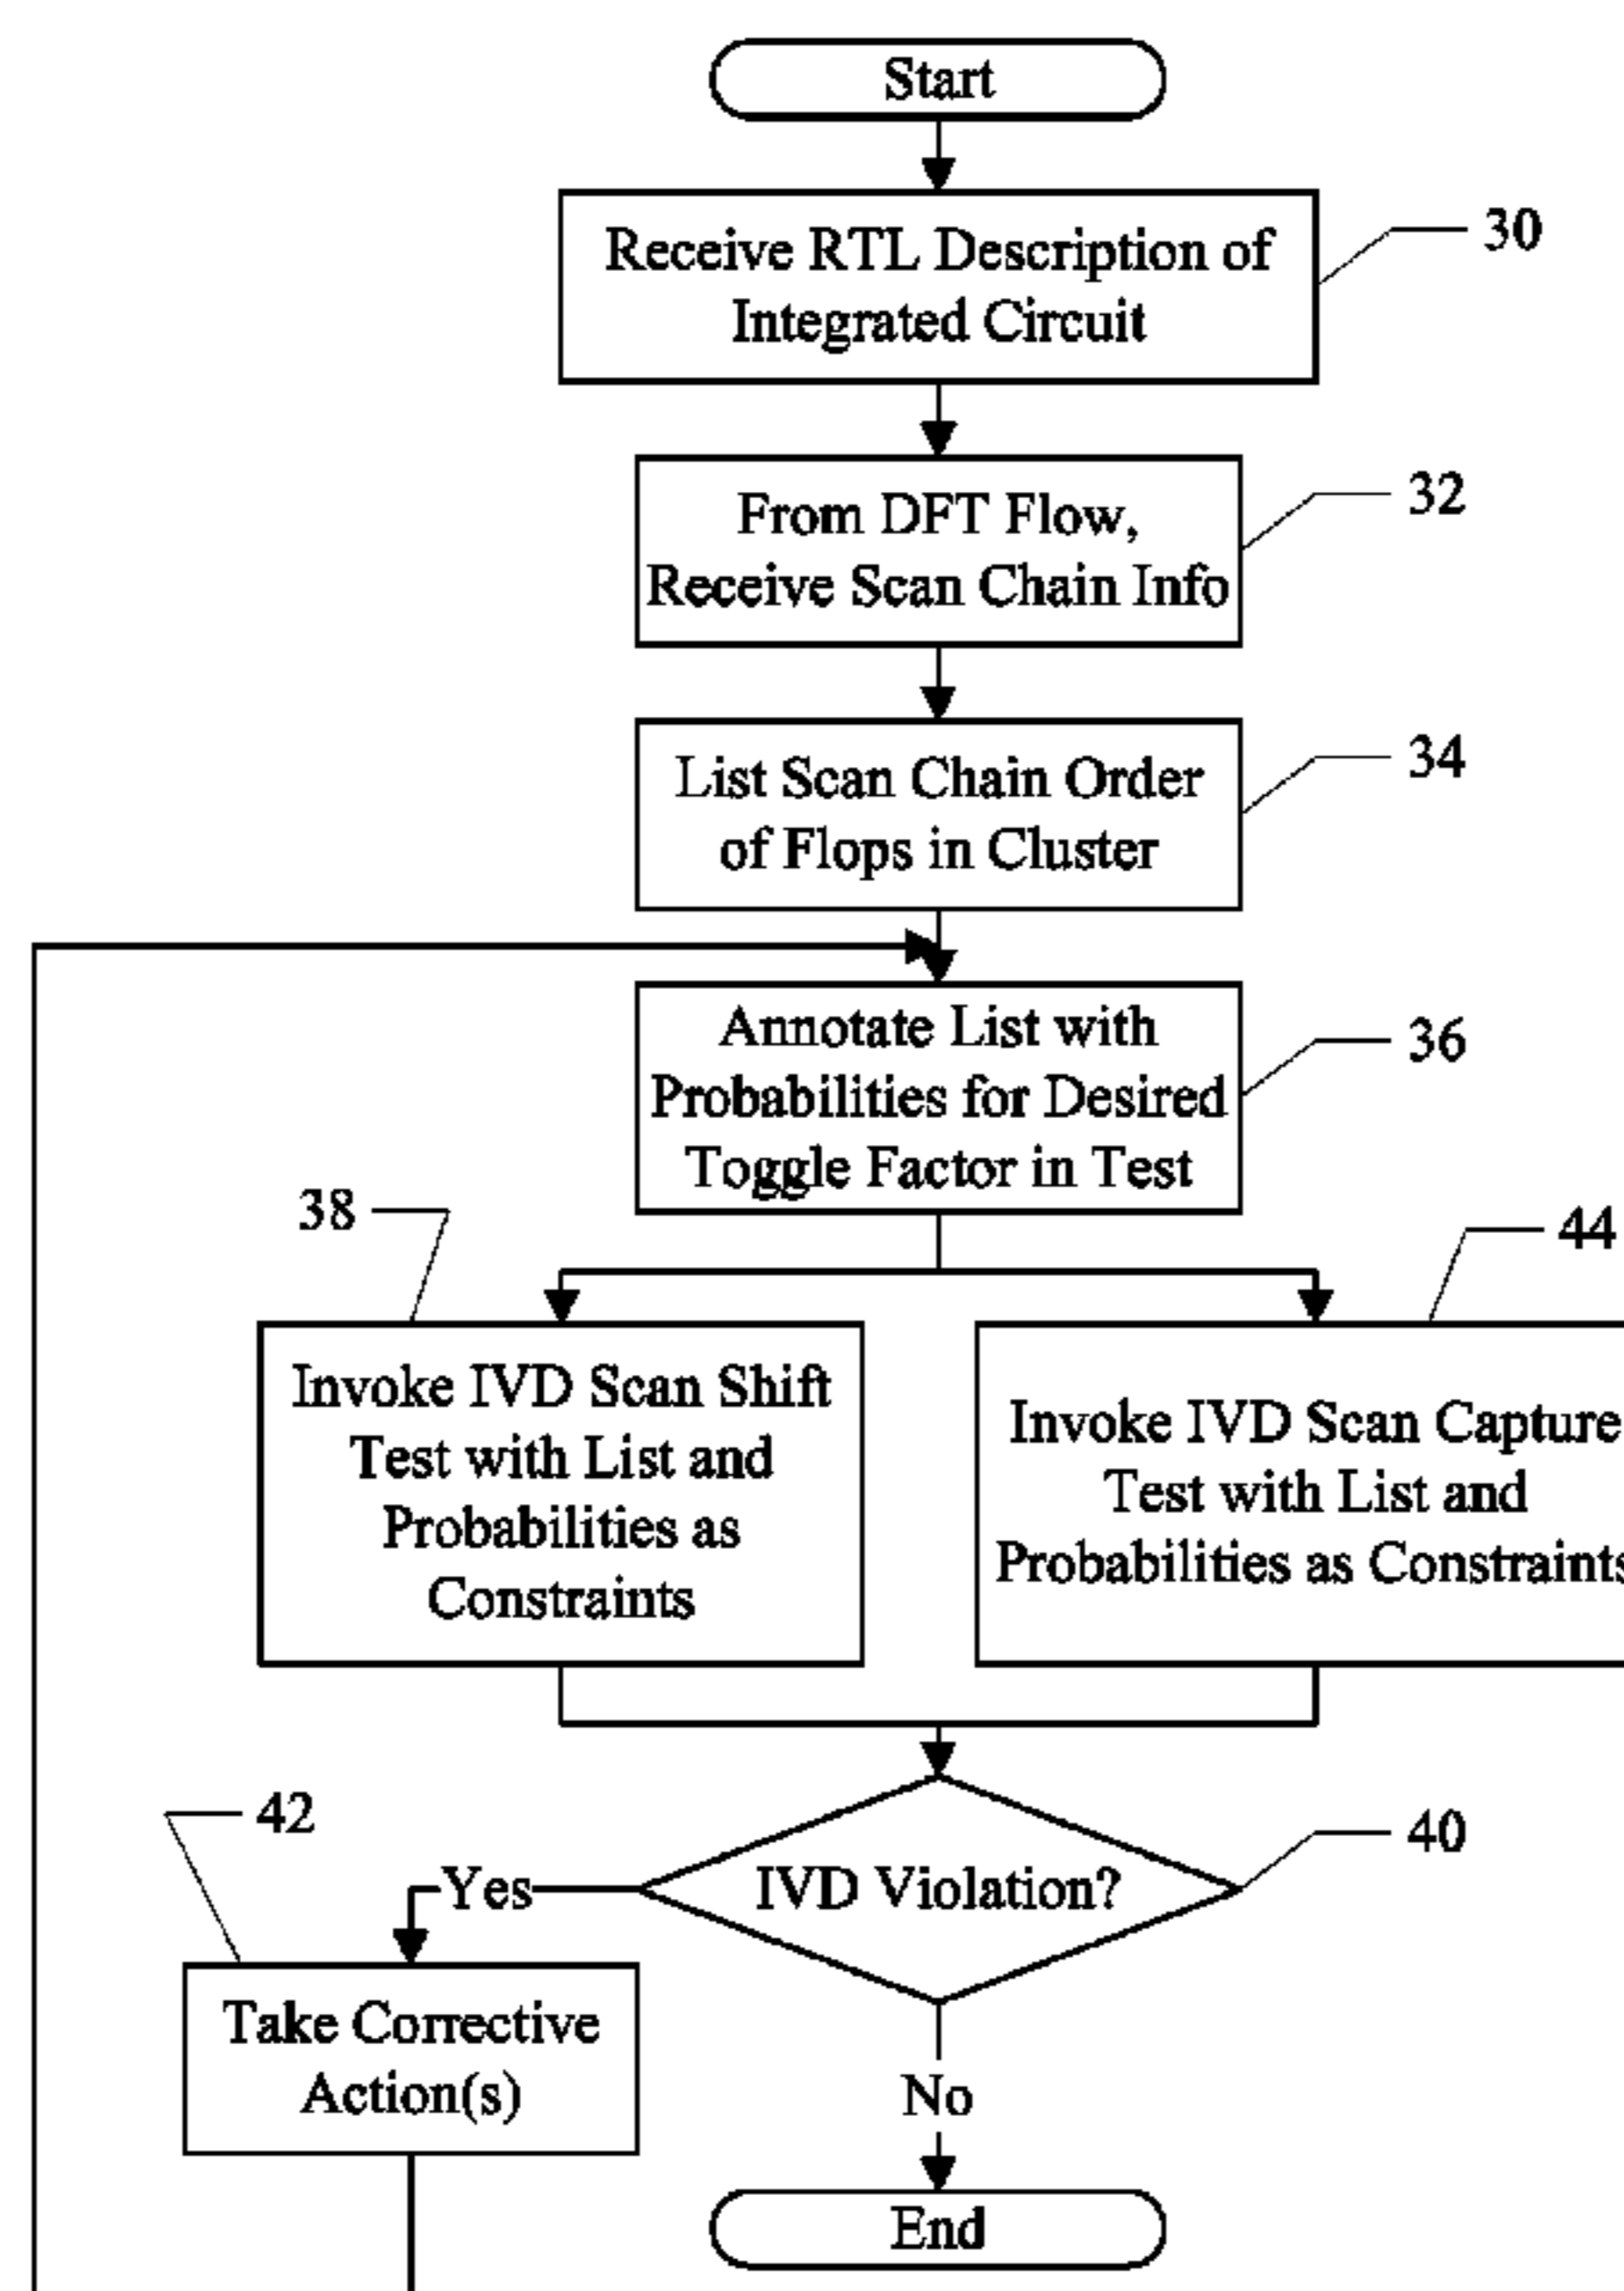 Start
Receive RTL Description of
Integrated Circuit
30
From DFT Flow,
Receive Scan Chain Info
32
List Scan Chain Order
of Flops in Cluster
34
Annotate List with
Probabilities for Desired
Toggle Factor in Test
36
38
Invoke IVD Scan Shift
Test with List and
Probabilities as
Constraints
44
Invoke IVD Scan Capture
Test with List and
Probabilities as Constraints
IVD Violation?
40
Yes
42
Take Corrective
Action(s)
No
End